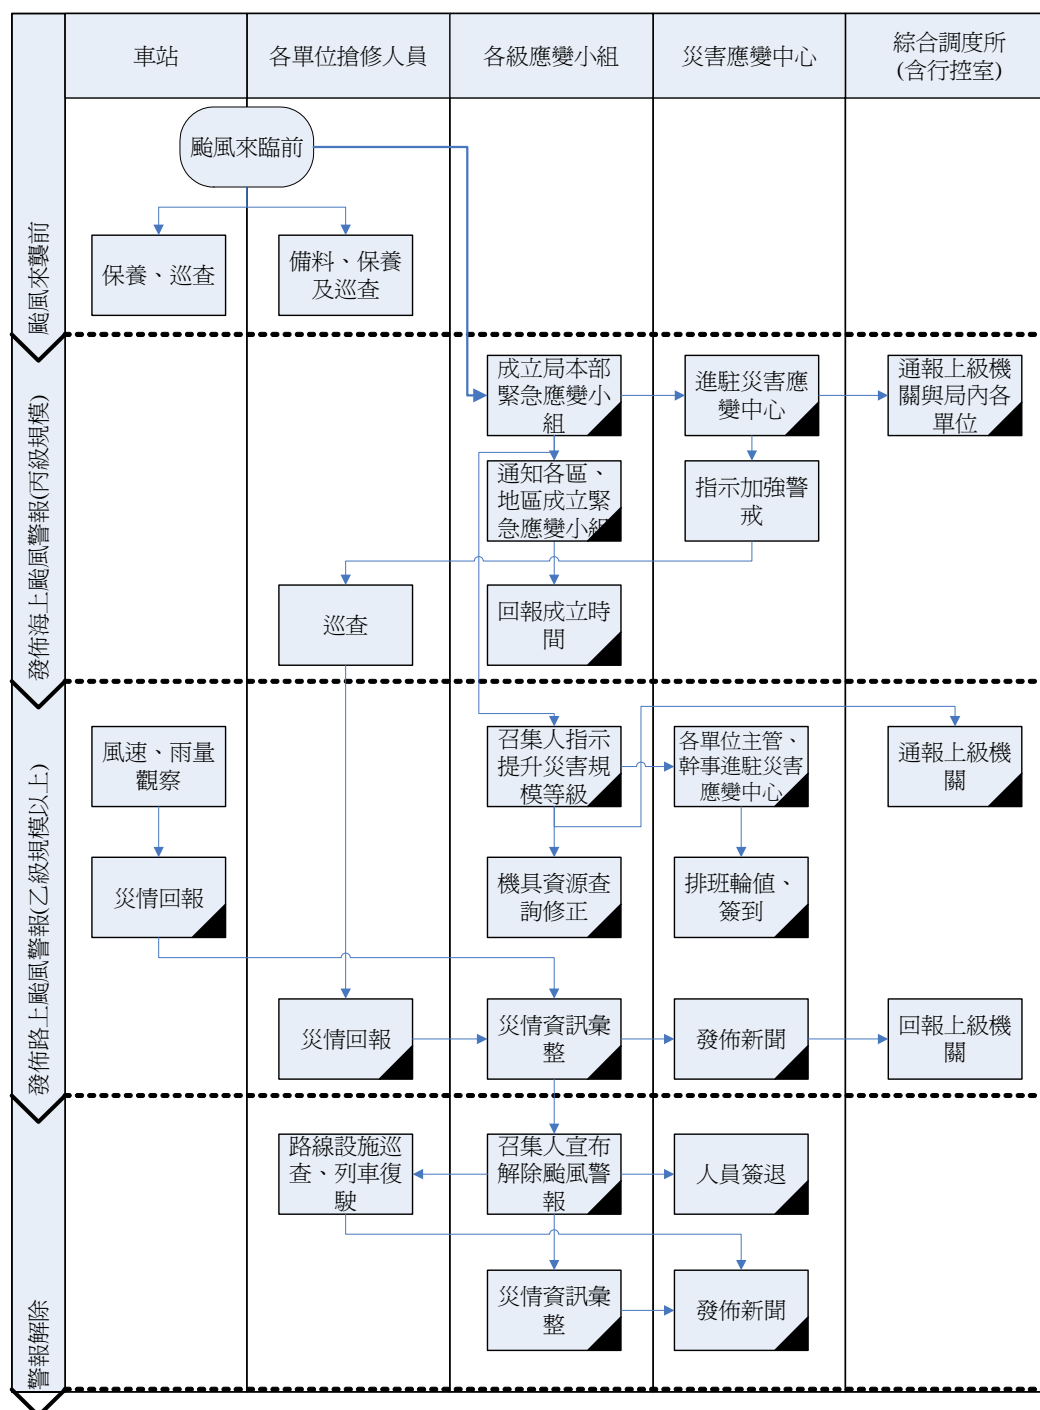 車站
各單位搶修人員
各級應變小組
災害應變中心
綜合調度所
(含行控室)
颱風來襲前
颱風來臨前
保養、巡查
備料、保養
及巡查
發佈海上颱風警報(丙級規模)
成立局本部
緊急應變小
組
進駐災害應
變中心
通報上級機
關與局內各
單位
通知各區、
地區成立緊
急應變小組
指示加強警
戒
巡查
回報成立時
間
發佈路上颱風警報(乙級規模以上)
風速、雨量
觀察
召集人指示
提升災害規
模等級
各單位主管、
幹事進駐災害
應變中心
通報上級機
關
災情回報
機具資源查
詢修正
排班輪值、
簽到
災情回報
災情資訊彙
整
發佈新聞
回報上級機
關
警報解除
路線設施巡
查、列車復
駛
召集人宣布
解除颱風警
報
人員簽退
災情資訊彙
整
發佈新聞